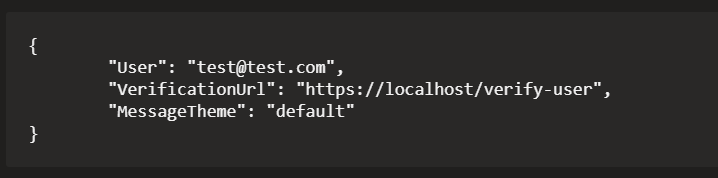 {
"User": "test@test.com",
"VerificationUrl": "https://localhost/verify-user",
"MessageTheme": "default"
}